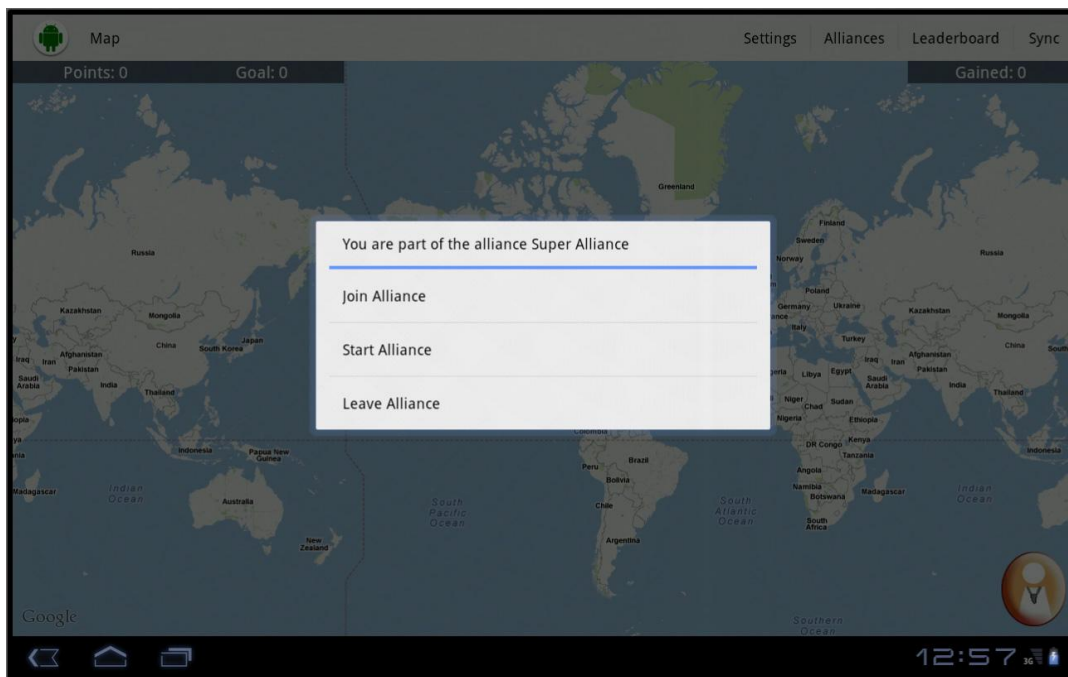 Map
Settings
Alliances
Leaderboard
Sync
Points: 0
Goal: 0
Gained: 0
Greenland
Finland
Sweden
Norway
Russia
Russia
You are part of the alliance Super Alliance
Join Alliance
Start Alliance
Leave Alliance
Poland
Germany
Ukraine
Kazakhstan
Mongolia
Kazakhstan
Mongolia
Italy
Turkey
China
South Korea
Japan
China
Iraq
Iran
Afghanistan
Pakistan
Iraq
Iran
Afghanistan
Pakistan
Saudi
Arabia
India
Thailand
Libya
Egypt
Saudi
Arabia
India
Niger
Chad
Sudan
Nigeria
Ethiopia
Colombia
DR Congo
Kenya
Tanzania
Indonesia
Papua New
Guinea
Indonesia
Peru
Brazil
Bolivia
Angola
Namibia
Botswana
Madagascar
Madagascar
Indian
Ocean
Australia
South
Pacific
Ocean
Chile
South
Atlantic
Ocean
South
Africa
Indian
Ocean
New
Zealand
Argentina
Google
Southern
Ocean
12:57
3G